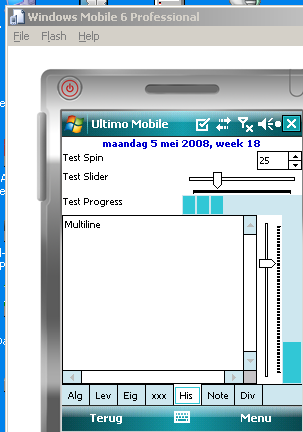 Windows Mobile 6 Professional
File Flash Help
Ultimo Mobile
maandag 5 mei 2008, week 18
Test Spin 25
Test Slider
Test Progress
Multiline
Alg Lev Eig xxx His Note Div
Terug Menu